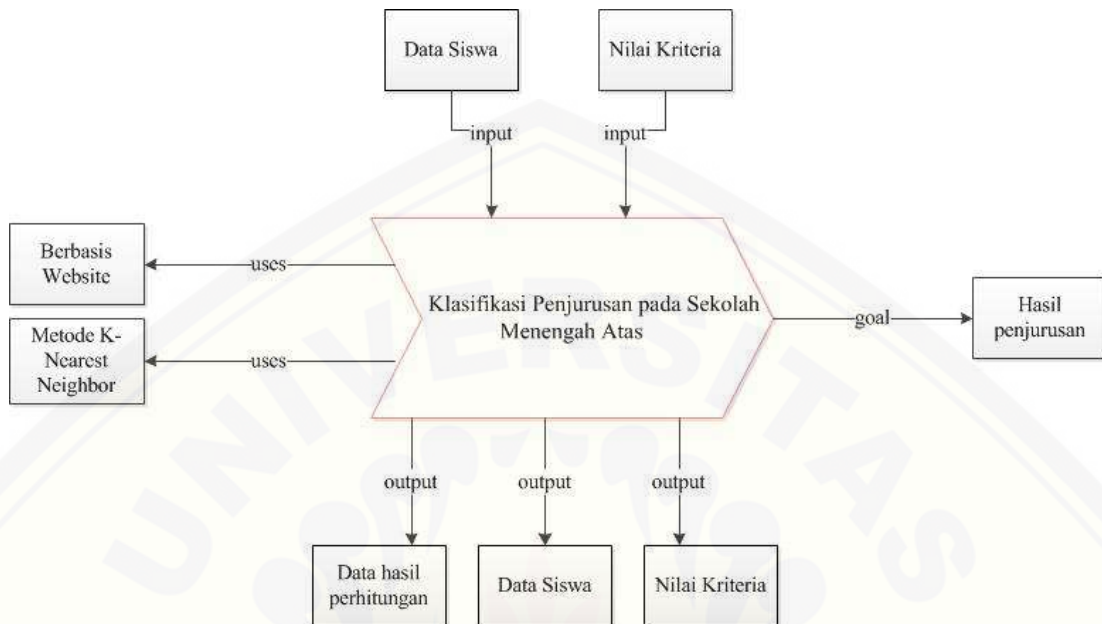 Data Siswa
Nilai Kriteria
input
input
Berbasis
Website
uses
Klasifikasi Penjurusan pada Sekolah
Menengah Atas
goal
Hasil
penjurusan
Metode K-
Nearest
Neighbor
uses
output
output
output
Data hasil
perhitungan
Data Siswa
Nilai Kriteria
UNIVERSITAS